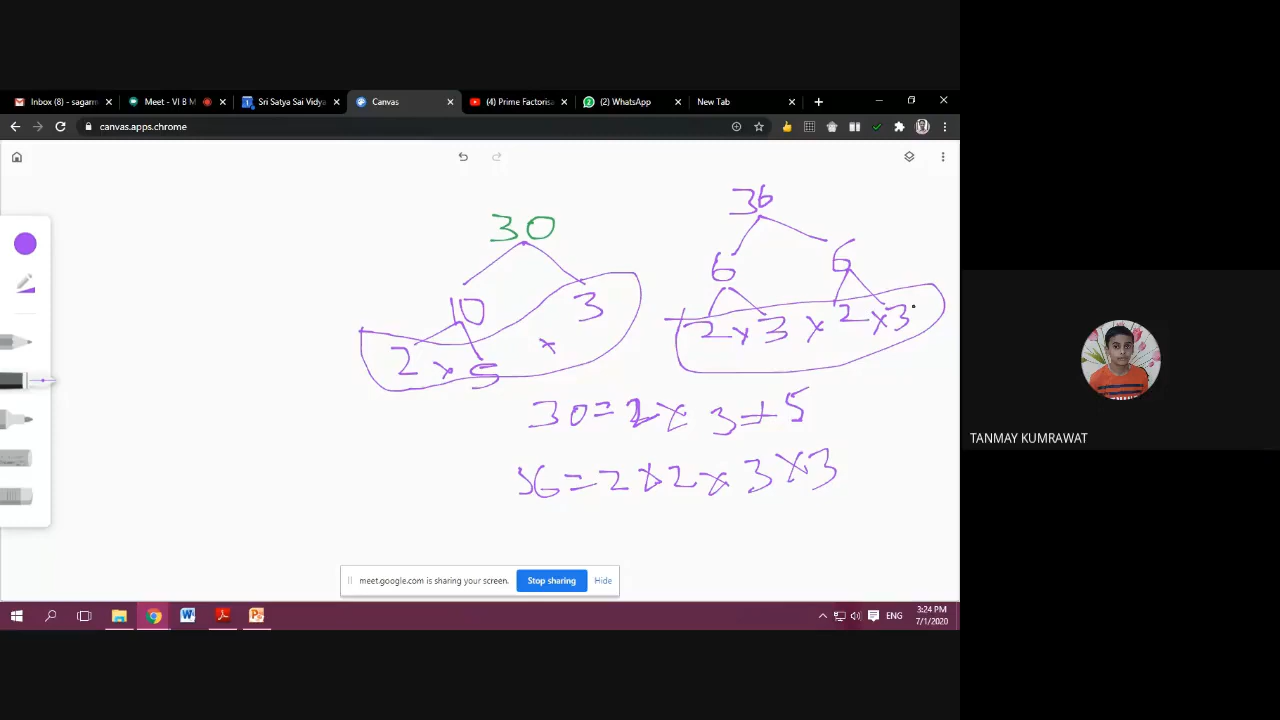 Inbox (8) - sagarm
Meet - VI B M
Sri Satya Sai Vidya
Canvas
(4) Prime Factorisa
(2) WhatsApp
New Tab
canvas.apps.chrome
30
36
10 3
6 6
2 x 5 x
2 x 3 x 2 x 3
30 = 2 x 3 + 5
36 = 2 x 2 x 3 x 3
TANMAY KUMRAWAT
meet.google.com is sharing your screen.
Stop sharing
Hide
ENG
3:24 PM
7/1/2020